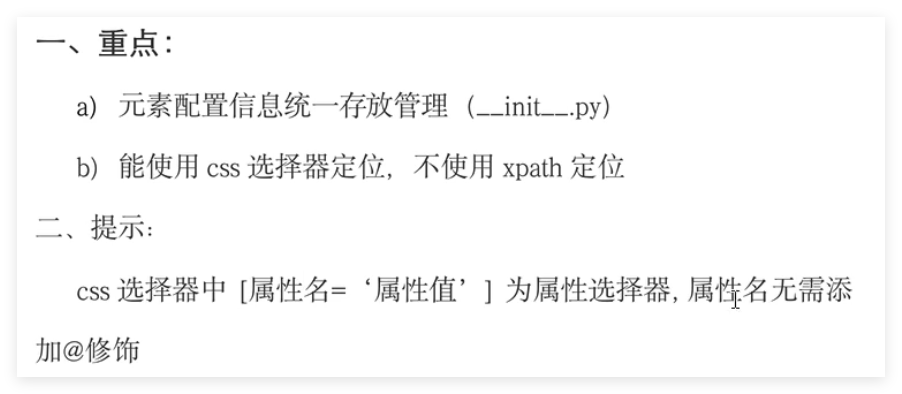 一、重点：
a) 元素配置信息统一存放管理（__init__.py）
b) 能使用 css 选择器定位，不使用 xpath 定位
二、提示：
css 选择器中 [属性名=‘属性值’] 为属性选择器, 属性名无需添
加@修饰